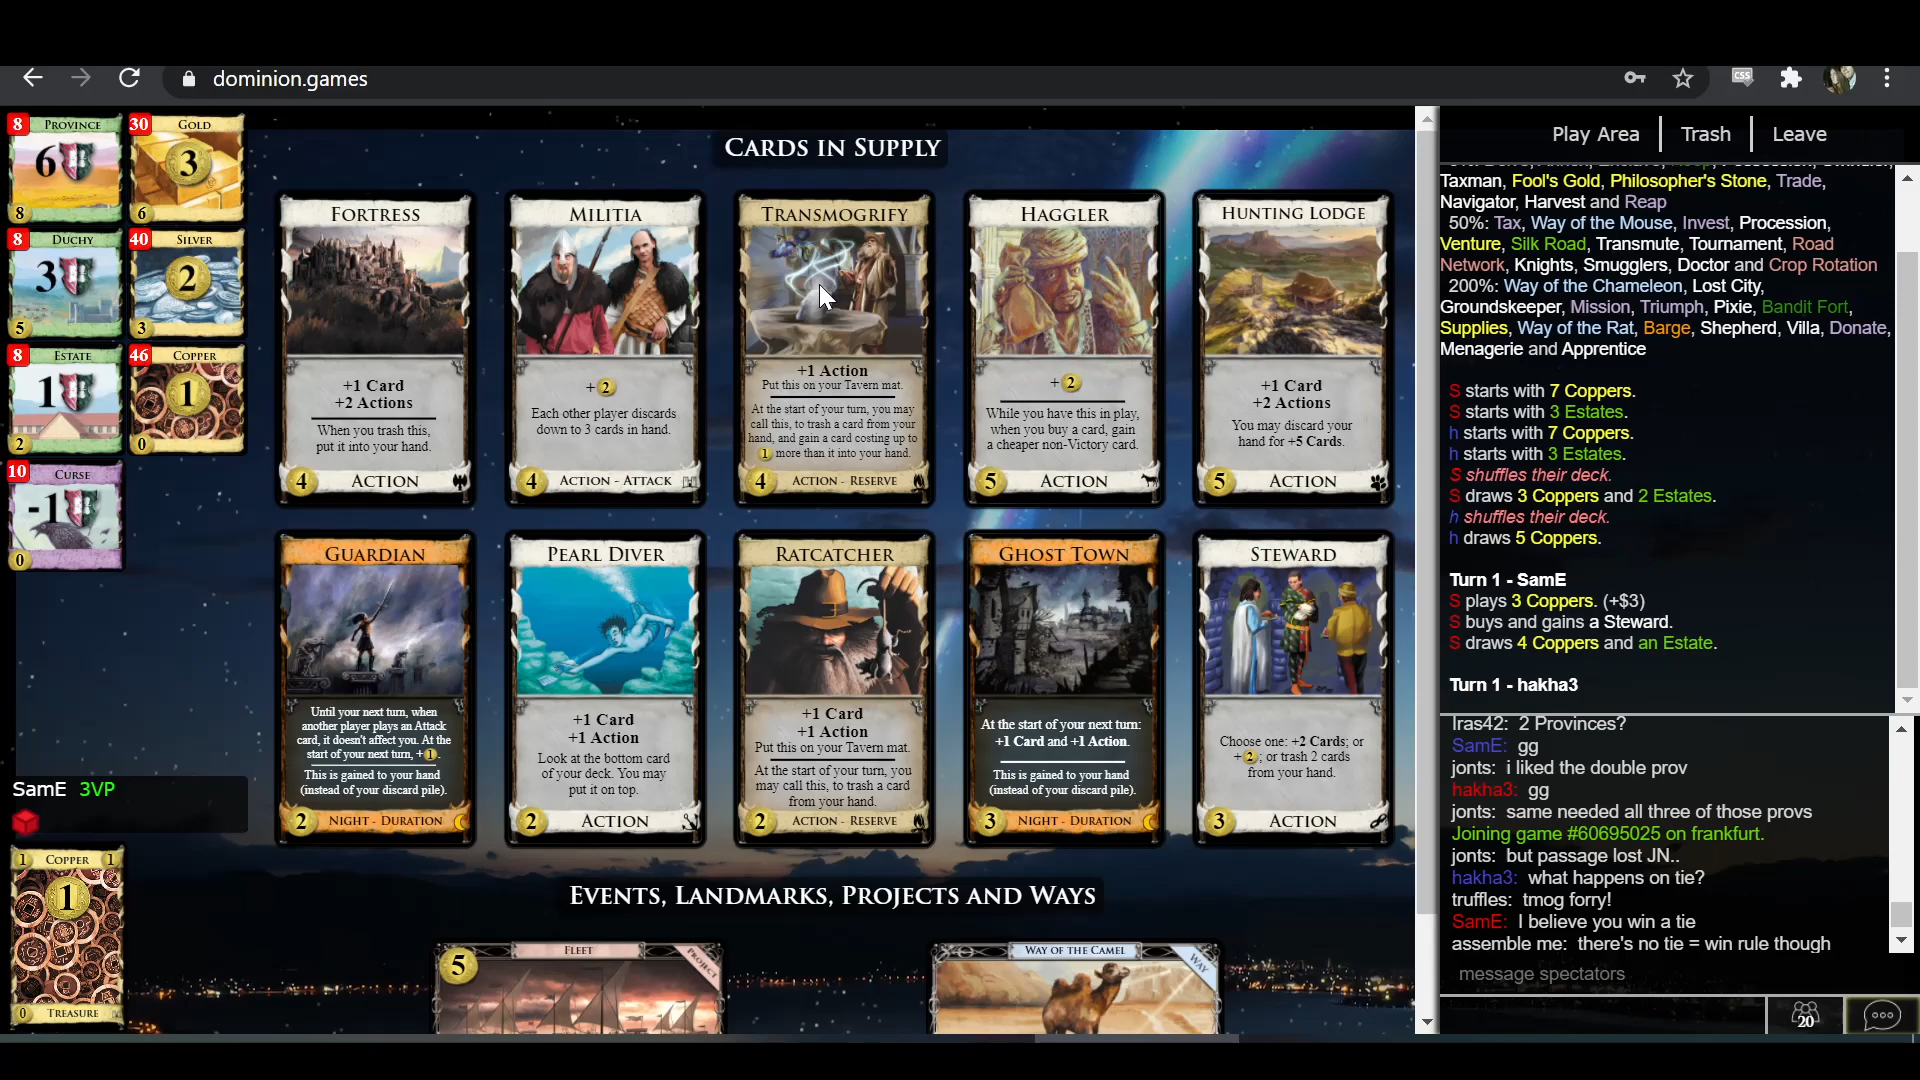 dominion.games
CSS
8 PROVINCE
6
8
30 GOLD
3
6
8 DUCHY
3
5
40 SILVER
2
3
8 ESTATE
1
2
46 COPPER
1
0
10 CURSE
-1
0
SamE 3VP
1 COPPER 1
1
0 TREASURE
CARDS IN SUPPLY
FORTRESS
+1 Card
+2 Actions
When you trash this,
put it into your hand.
4 ACTION
MILITIA
+2
Each other player discards
down to 3 cards in hand.
4 ACTION - ATTACK
TRANSMOGRIFY
+1 Action
Put this on your Tavern mat.
At the start of your turn, you may
call this, to trash a card from your
hand, and gain a card costing up to
1 more than it into your hand.
4 ACTION - RESERVE
HAGGLER
+2
While you have this in play,
when you buy a card, gain
a cheaper non-Victory card.
5 ACTION
HUNTING LODGE
+1 Card
+2 Actions
You may discard your
hand for +5 Cards.
5 ACTION
GUARDIAN
Until your next turn, when
another player plays an Attack
card, it doesn't affect you. At the
start of your next turn, +1.
This is gained to your hand
(instead of your discard pile).
2 NIGHT - DURATION
PEARL DIVER
+1 Card
+1 Action
Look at the bottom card
of your deck. You may
put it on top.
2 ACTION
RATCATCHER
+1 Card
+1 Action
Put this on your Tavern mat.
At the start of your turn, you
may call this, to trash a card
from your hand.
2 ACTION - RESERVE
GHOST TOWN
At the start of your next turn:
+1 Card and +1 Action.
This is gained to your hand
(instead of your discard pile).
3 NIGHT - DURATION
STEWARD
Choose one: +2 Cards; or
+2; or trash 2 cards
from your hand.
3 ACTION
EVENTS, LANDMARKS, PROJECTS AND WAYS
5 FLEET PROJECT
WAY OF THE CAMEL WAY
Play Area Trash Leave
Taxman, Fool's Gold, Philosopher's Stone, Trade,
Navigator, Harvest and Reap
50%: Tax, Way of the Mouse, Invest, Procession,
Venture, Silk Road, Transmute, Tournament, Road
Network, Knights, Smugglers, Doctor and Crop Rotation
200%: Way of the Chameleon, Lost City,
Groundskeeper, Mission, Triumph, Pixie, Bandit Fort,
Supplies, Way of the Rat, Barge, Shepherd, Villa, Donate,
Menagerie and Apprentice
S starts with 7 Coppers.
S starts with 3 Estates.
h starts with 7 Coppers.
h starts with 3 Estates.
S shuffles their deck.
S draws 3 Coppers and 2 Estates.
h shuffles their deck.
h draws 5 Coppers.
Turn 1 - SamE
S plays 3 Coppers. (+$3)
S buys and gains a Steward.
S draws 4 Coppers and an Estate.
Turn 1 - hakha3
lras42: 2 Provinces?
SamE: gg
jonts: i liked the double prov
hakha3: gg
jonts: same needed all three of those provs
Joining game #60695025 on frankfurt.
jonts: but passage lost JN..
hakha3: what happens on tie?
truffles: tmog forry!
SamE: I believe you win a tie
assemble me: there's no tie = win rule though
message spectators
20